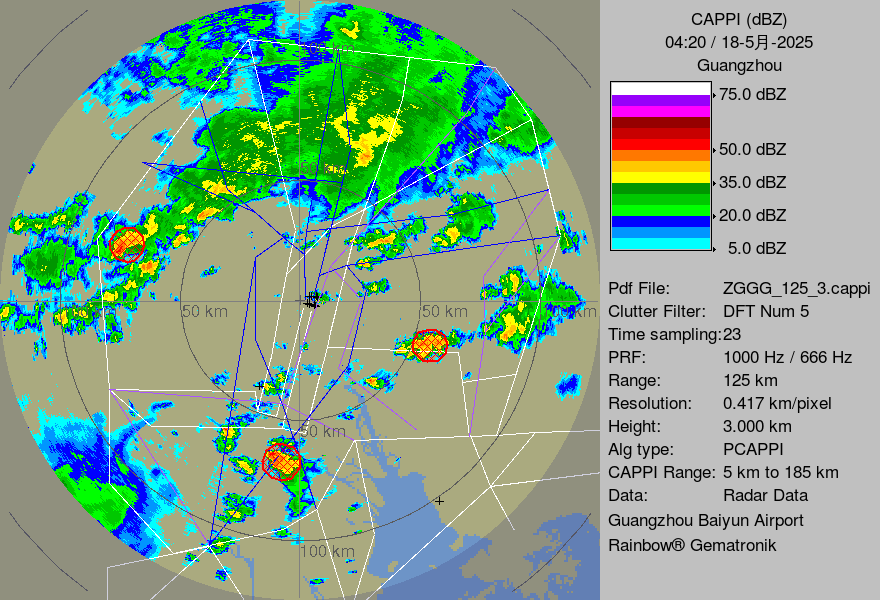 CAPPI (dBZ)
04:20 / 18-5月-2025
Guangzhou
75.0 dBZ
50.0 dBZ
35.0 dBZ
20.0 dBZ
5.0 dBZ
Pdf File: ZGGG_125_3.cappi
Clutter Filter: DFT Num 5
Time sampling:23
PRF: 1000 Hz / 666 Hz
Range: 125 km
Resolution: 0.417 km/pixel
Height: 3.000 km
Alg type: PCAPPI
CAPPI Range: 5 km to 185 km
Data: Radar Data
Guangzhou Baiyun Airport
Rainbow® Gematronik
50 km
50 km
50 km
100 km